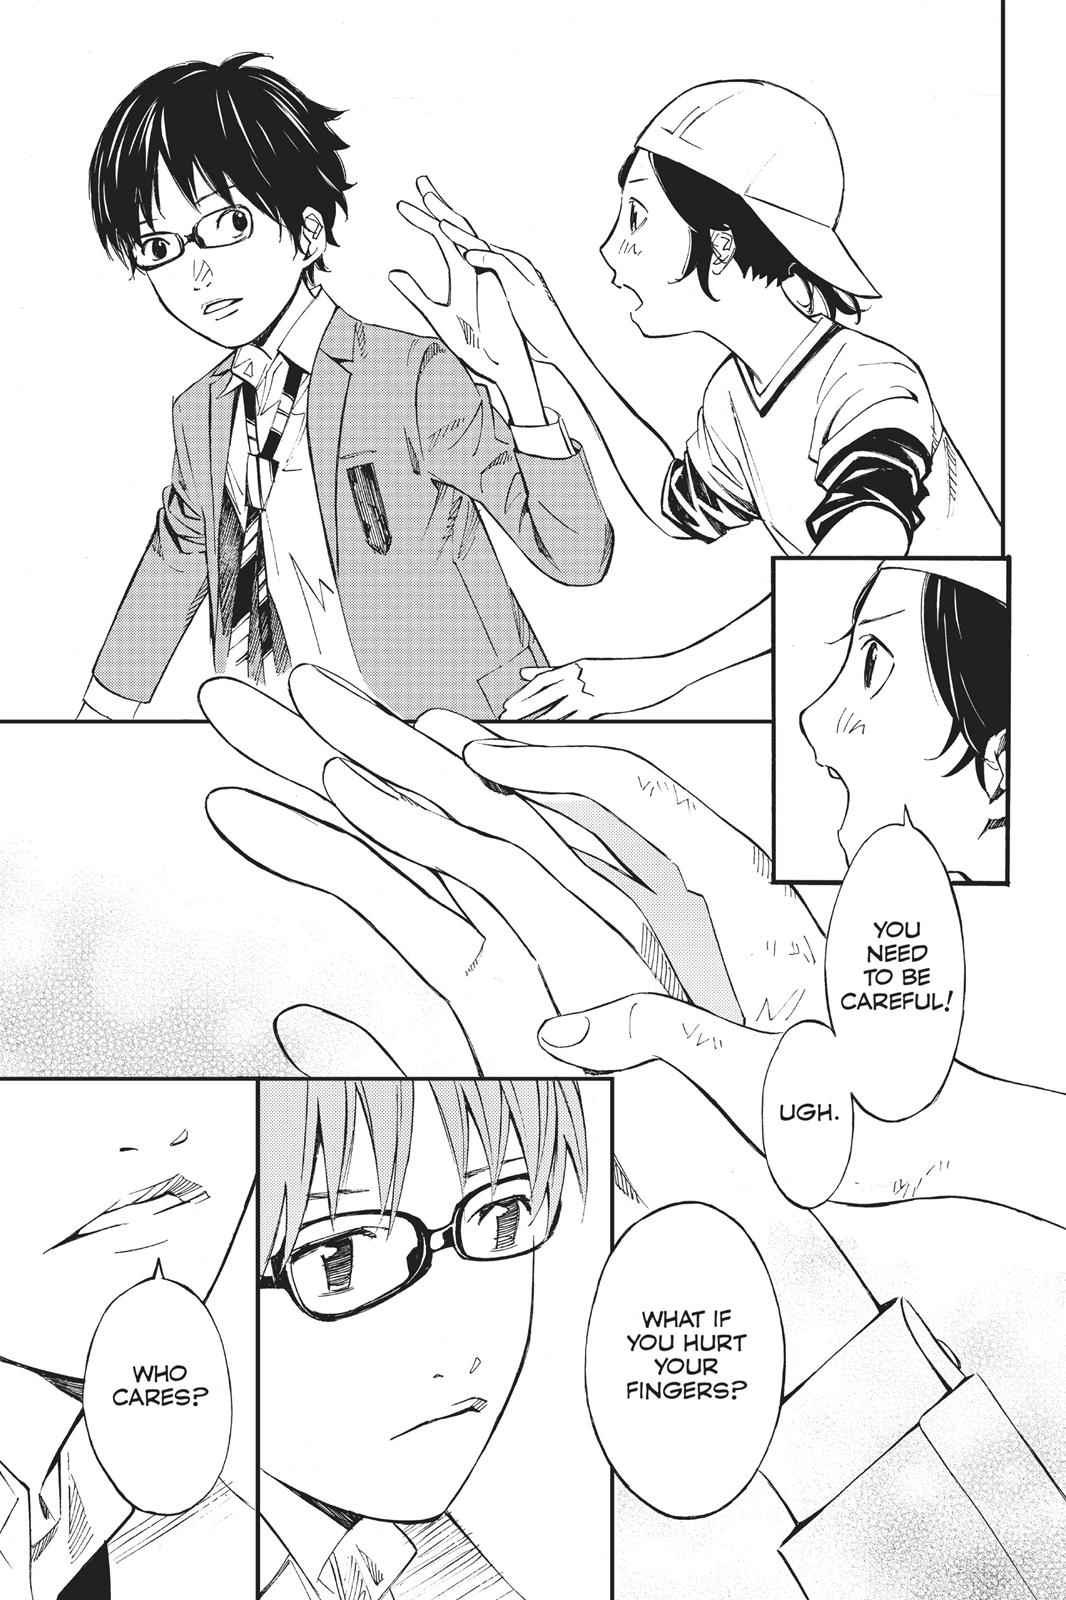 YOU
NEED
TO BE
CAREFUL!
UGH.
WHAT IF
YOU HURT
YOUR
FINGERS?
WHO
CARES?